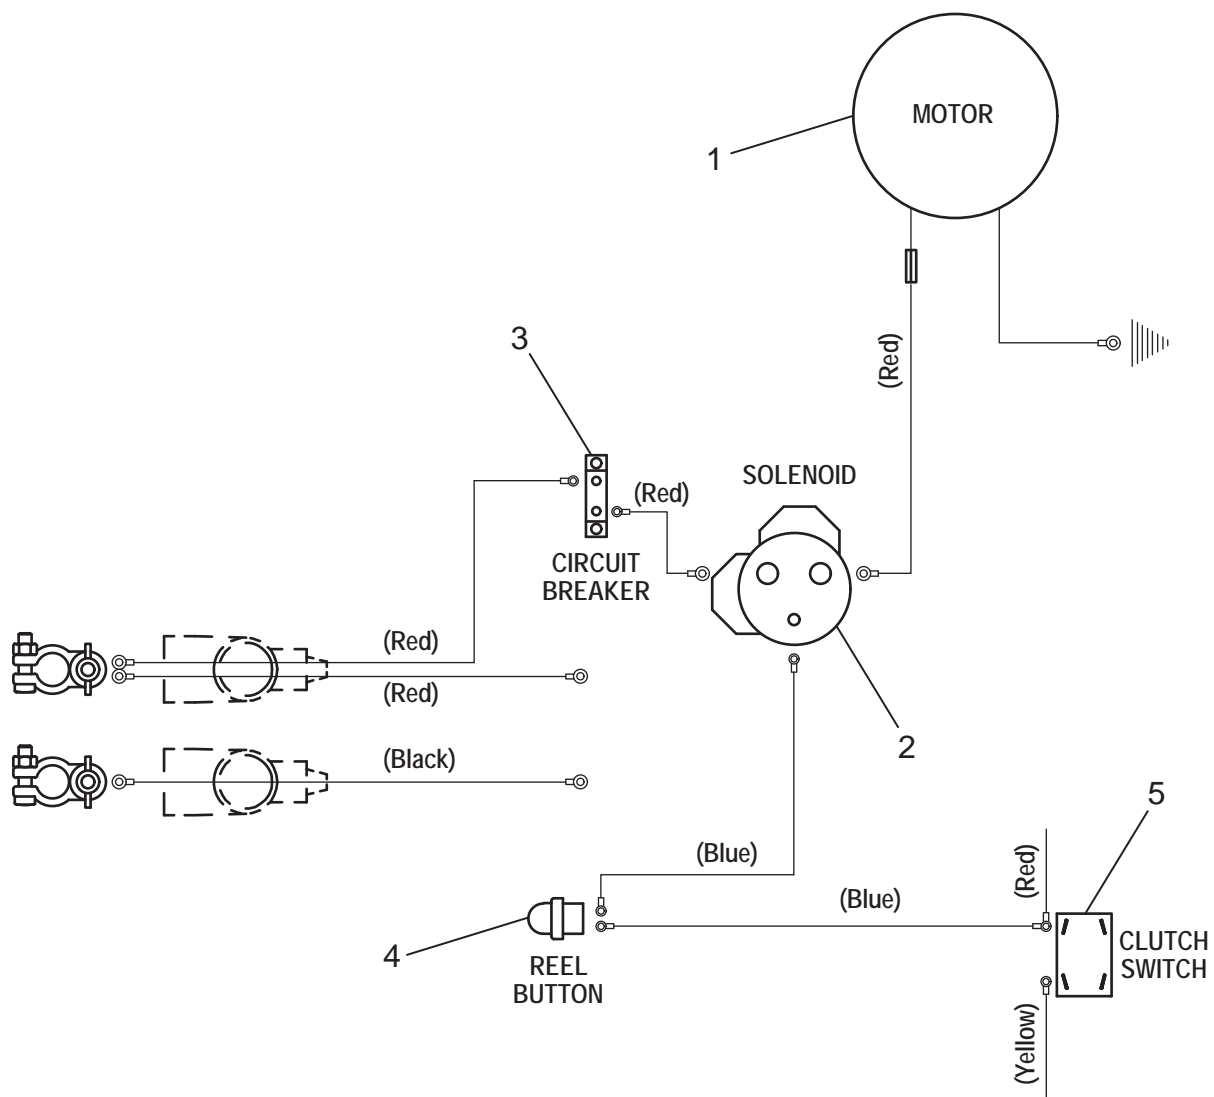 MOTOR
1
3
(Red)
SOLENOID
(Red)
CIRCUIT
BREAKER
(Red)
(Red)
2
(Black)
5
(Blue)
(Red)
(Blue)
4
REEL
BUTTON
CLUTCH
SWITCH
(Yellow)